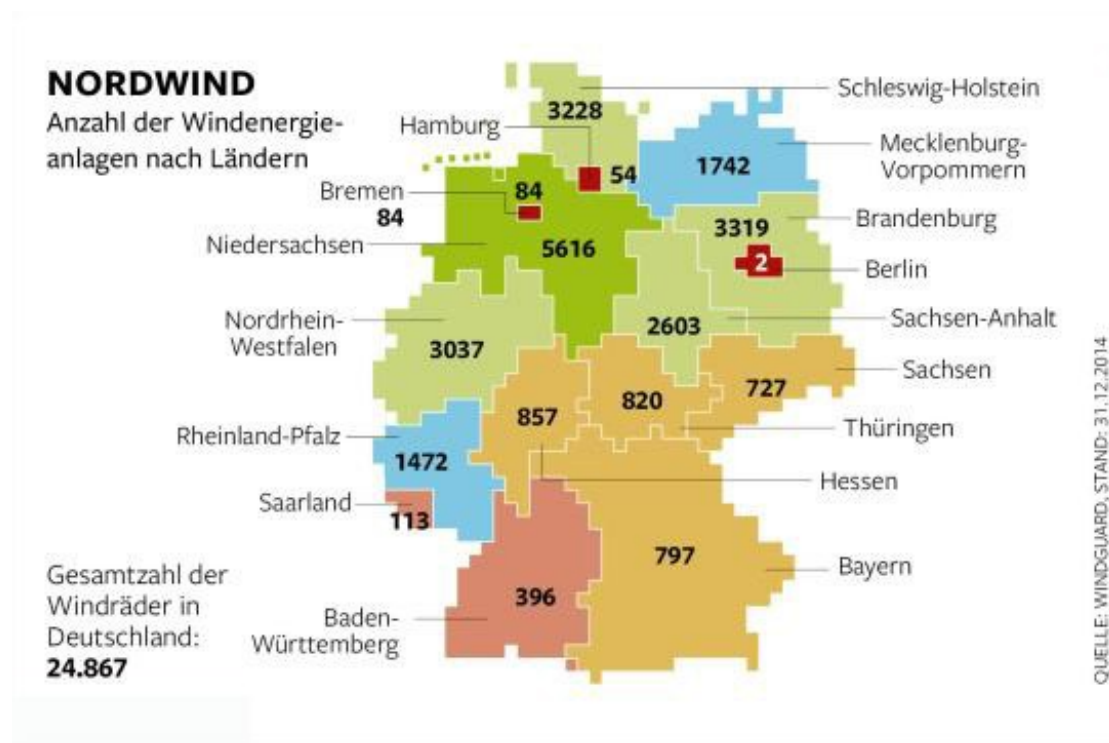 NORDWIND
Anzahl der Windenergie-
anlagen nach Ländern
Schleswig-Holstein
3228
Hamburg
54
Mecklenburg-
Vorpommern
1742
Bremen
84
84
Brandenburg
3319
Niedersachsen
5616
Berlin
2
Nordrhein-
Westfalen
3037
Sachsen-Anhalt
2603
Sachsen
727
Thüringen
820
Hessen
857
Rheinland-Pfalz
1472
Saarland
113
Bayern
797
Baden-
Württemberg
396
Gesamtzahl der
Windräder in
Deutschland:
24.867
QUELLE: WINDGUARD, STAND: 31.12.2014